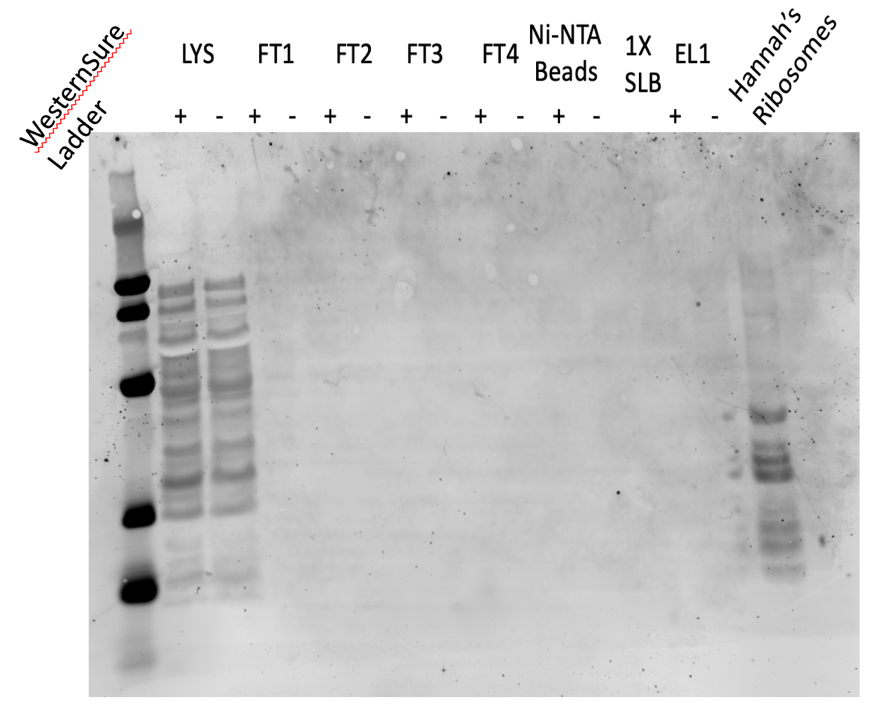 WesternSure
Ladder
LYS
FT1
FT2
FT3
FT4
Ni-NTA
Beads
1X
SLB
EL1
Hannah's
Ribosomes
+ - + - + - + - + - + - + -